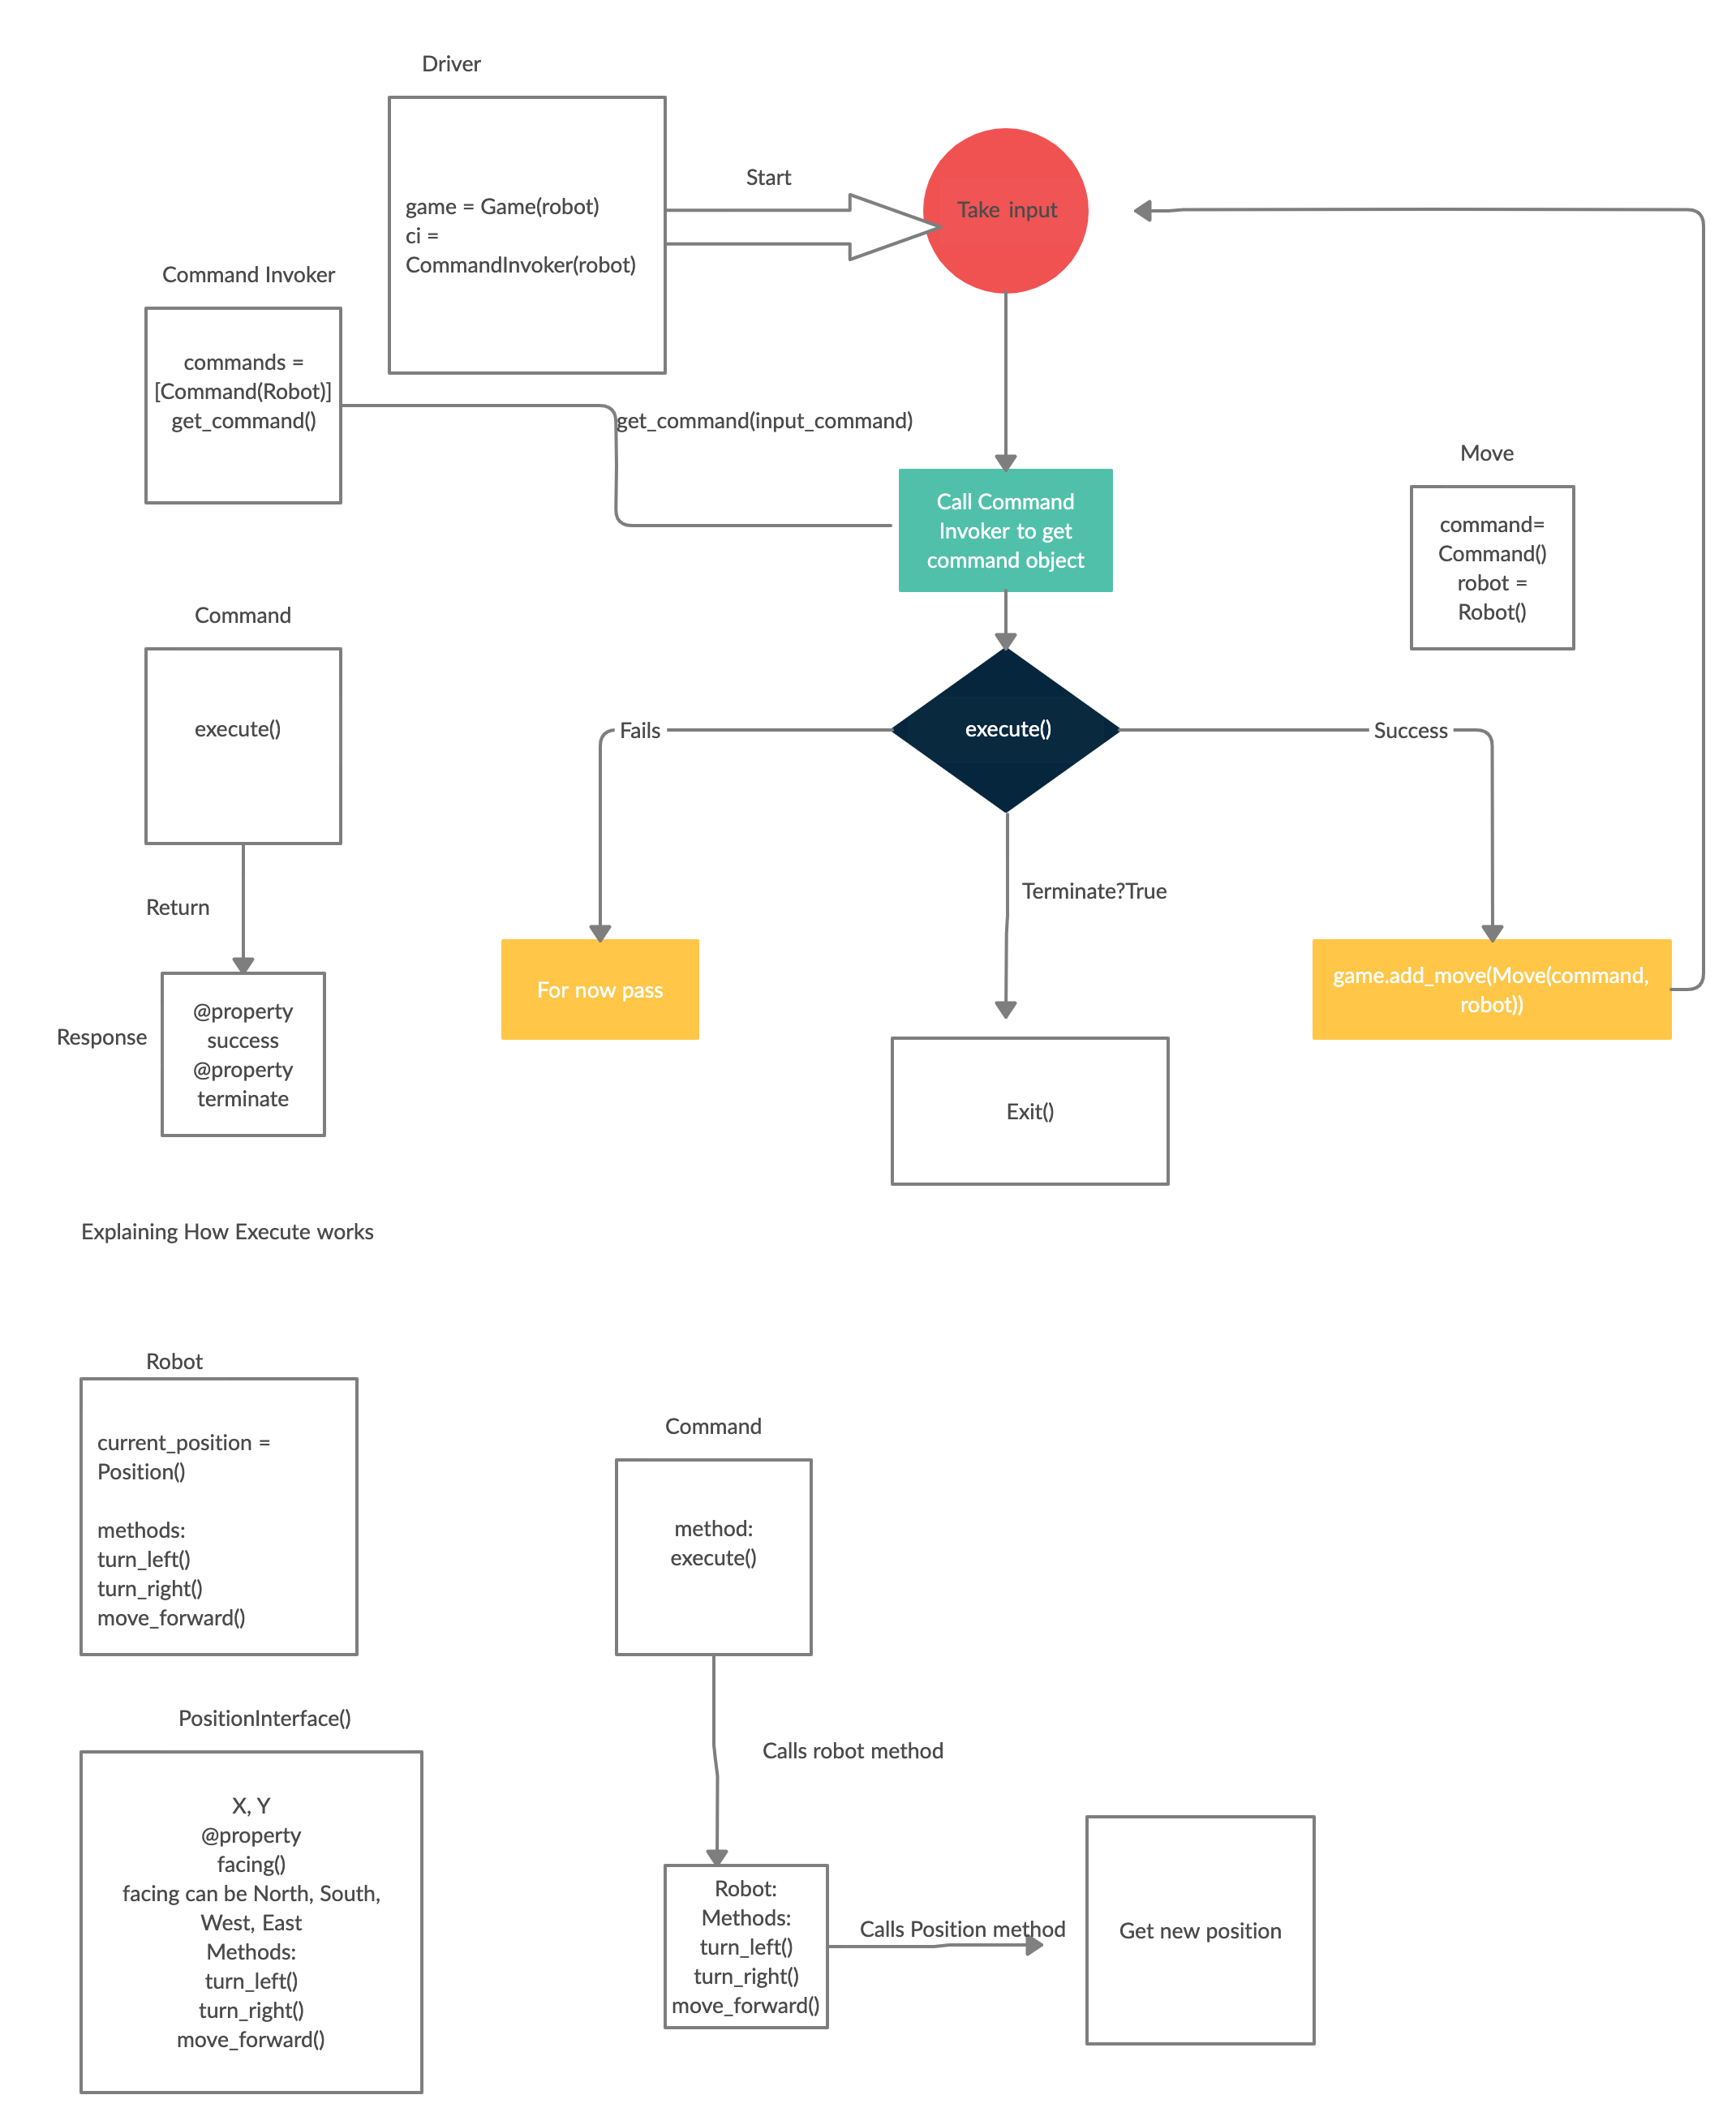 Driver
game = Game(robot)
ci =
CommandInvoker(robot)
Start
Take input
Command Invoker
commands =
[Command(Robot)]
get_command()
get_command(input_command)
Call Command
Invoker to get
command object
Move
command=
Command()
robot =
Robot()
Command
execute()
execute()
Fails
Success
Terminate?True
Return
For now pass
game.add_move(Move(command,
robot))
Response
@property
success
@property
terminate
Exit()
Explaining How Execute works
Robot
current_position =
Position()
methods:
turn_left()
turn_right()
move_forward()
Command
method:
execute()
PositionInterface()
X, Y
@property
facing()
facing can be North, South,
West, East
Methods:
turn_left()
turn_right()
move_forward()
Calls robot method
Robot:
Methods:
turn_left()
turn_right()
move_forward()
Calls Position method
Get new position